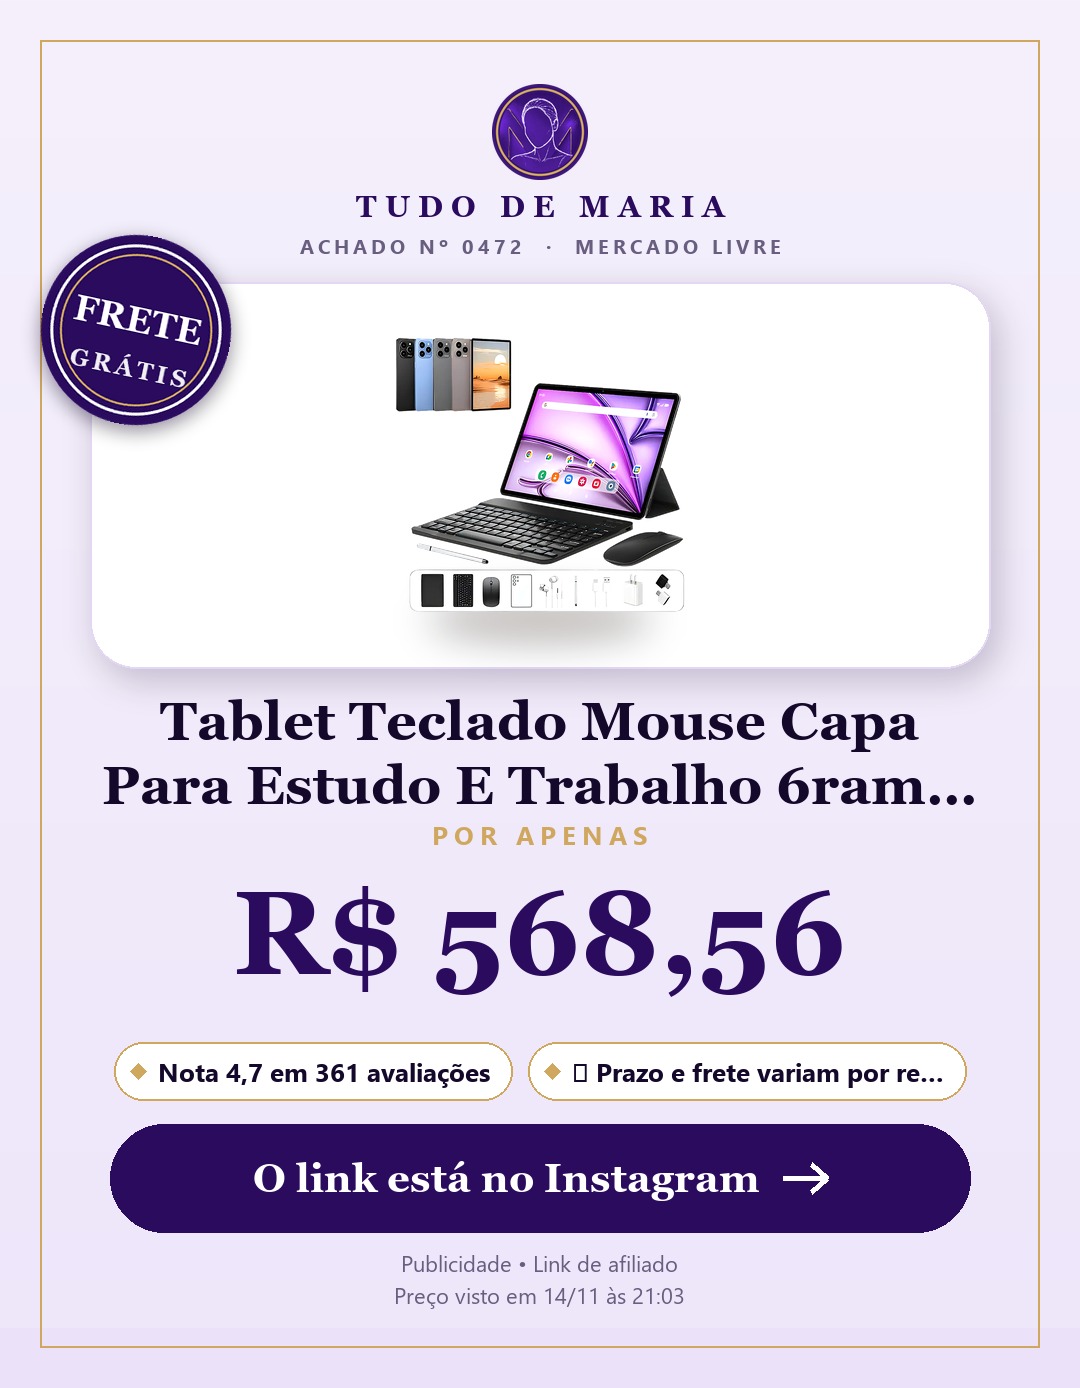 TUDO DE MARIA
ACHADO Nº 0472 · MERCADO LIVRE
FRETE
GRÁTIS
Tablet Teclado Mouse Capa
Para Estudo E Trabalho 6ram...
POR APENAS
R$ 568,56
Nota 4,7 em 361 avaliações
Prazo e frete variam por re...
O link está no Instagram →
Publicidade • Link de afiliado
Preço visto em 14/11 às 21:03